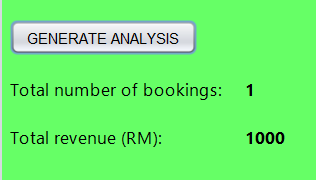 GENERATE ANALYSIS
Total number of bookings: 1
Total revenue (RM): 1000